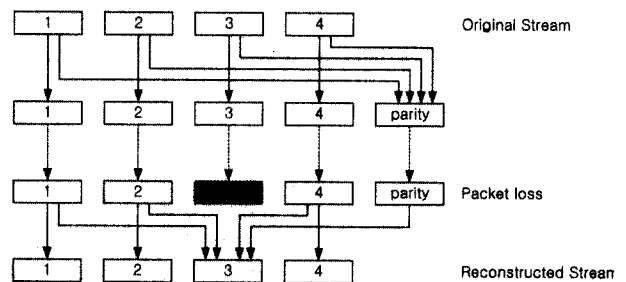 1 2 3 4 Original Stream
1 2 3 4 parity
1 2 4 parity Packet loss
1 2 3 4 Reconstructed Stream